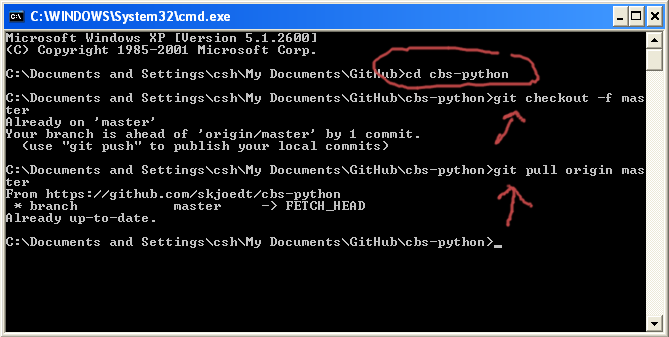 C:\WINDOWS\System32\cmd.exe
Microsoft Windows XP [Version 5.1.2600]
(C) Copyright 1985-2001 Microsoft Corp.
C:\Documents and Settings\csh\My Documents\GitHub>cd cbs-python
C:\Documents and Settings\csh\My Documents\GitHub\cbs-python>git checkout -f mas
ter
Already on 'master'
Your branch is ahead of 'origin/master' by 1 commit.
  (use "git push" to publish your local commits)
C:\Documents and Settings\csh\My Documents\GitHub\cbs-python>git pull origin mas
ter
From https://github.com/skjoedt/cbs-python
 * branch            master     -> FETCH_HEAD
Already up-to-date.
C:\Documents and Settings\csh\My Documents\GitHub\cbs-python>_